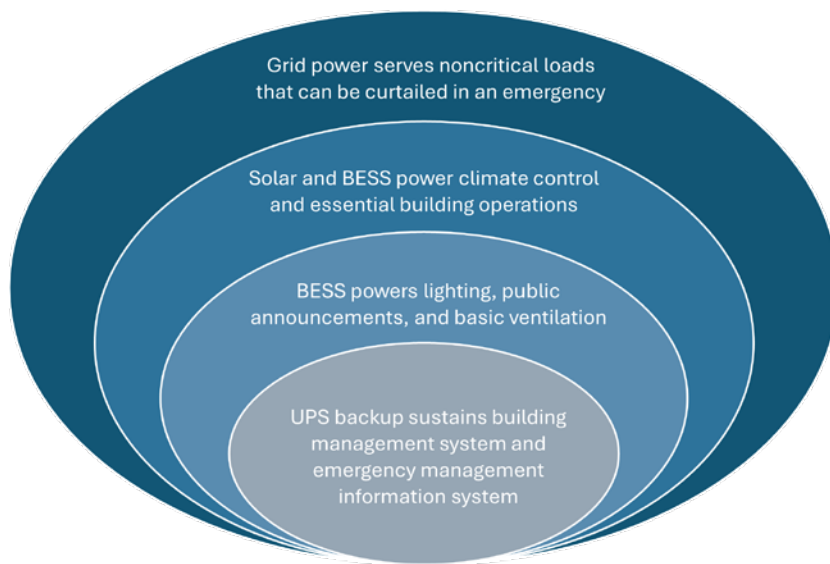 Grid power serves noncritical loads
that can be curtailed in an emergency
Solar and BESS power climate control
and essential building operations
BESS powers lighting, public
announcements, and basic ventilation
UPS backup sustains building
management system and
emergency management
information system